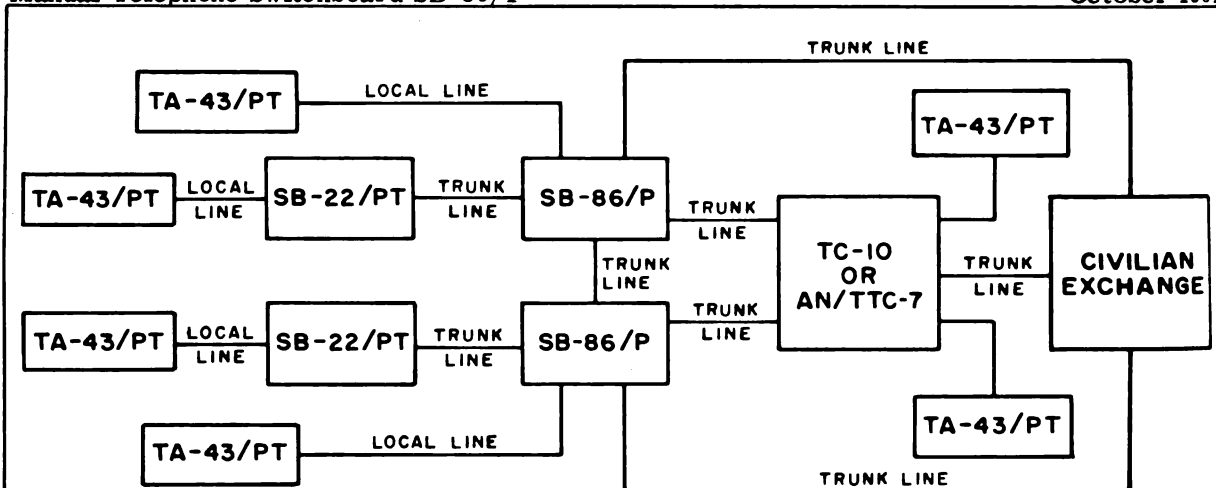 TRUNK LINE
TA-43/PT
LOCAL LINE
TA-43/PT
TA-43/PT
LOCAL
LINE
SB-22/PT
TRUNK
LINE
SB-86/P
TRUNK
LINE
TC-10
OR
AN/TTC-7
TRUNK
LINE
CIVILIAN
EXCHANGE
TRUNK
LINE
TA-43/PT
LOCAL
LINE
SB-22/PT
TRUNK
LINE
SB-86/P
TRUNK
LINE
TA-43/PT
LOCAL LINE
TA-43/PT
TRUNK LINE